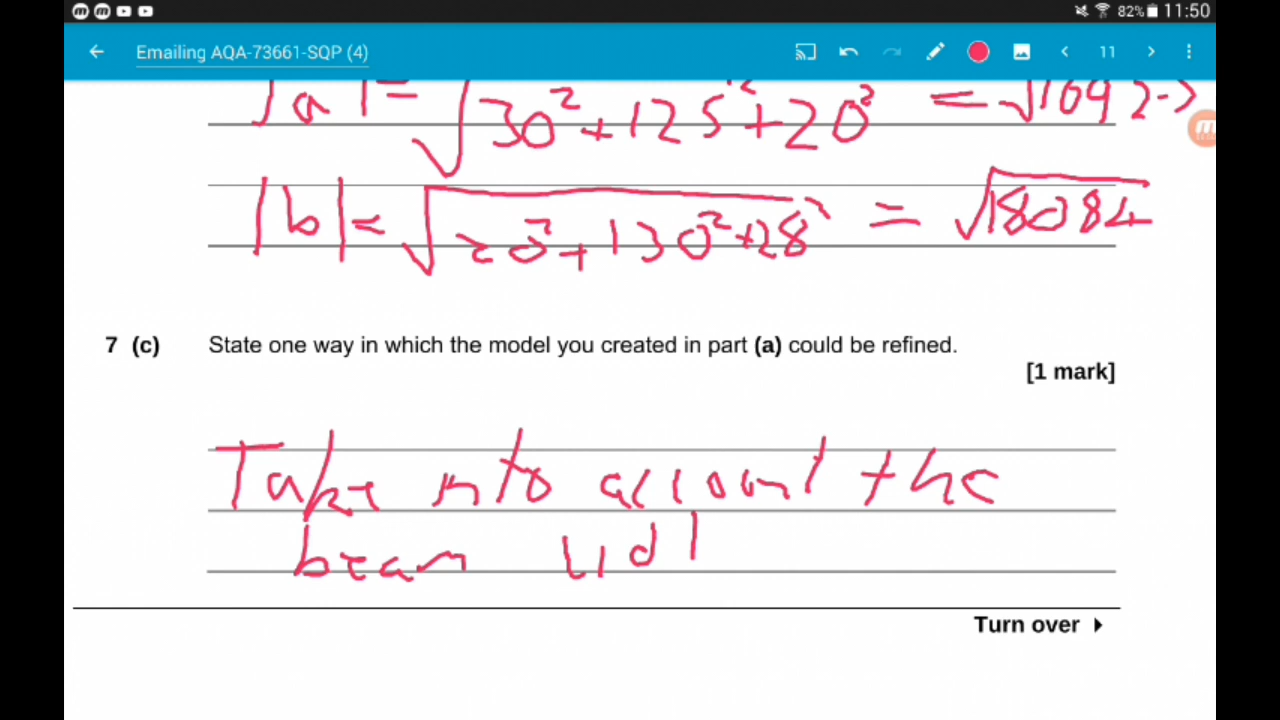 82% 11:50
Emailing AQA-73661-SQP (4)
11
|a| = √30²+125²+20² =
|b| = √20²+130²+28² = √18084
7 (c) State one way in which the model you created in part (a) could be refined.
[1 mark]
Take into account the
beam
Turn over